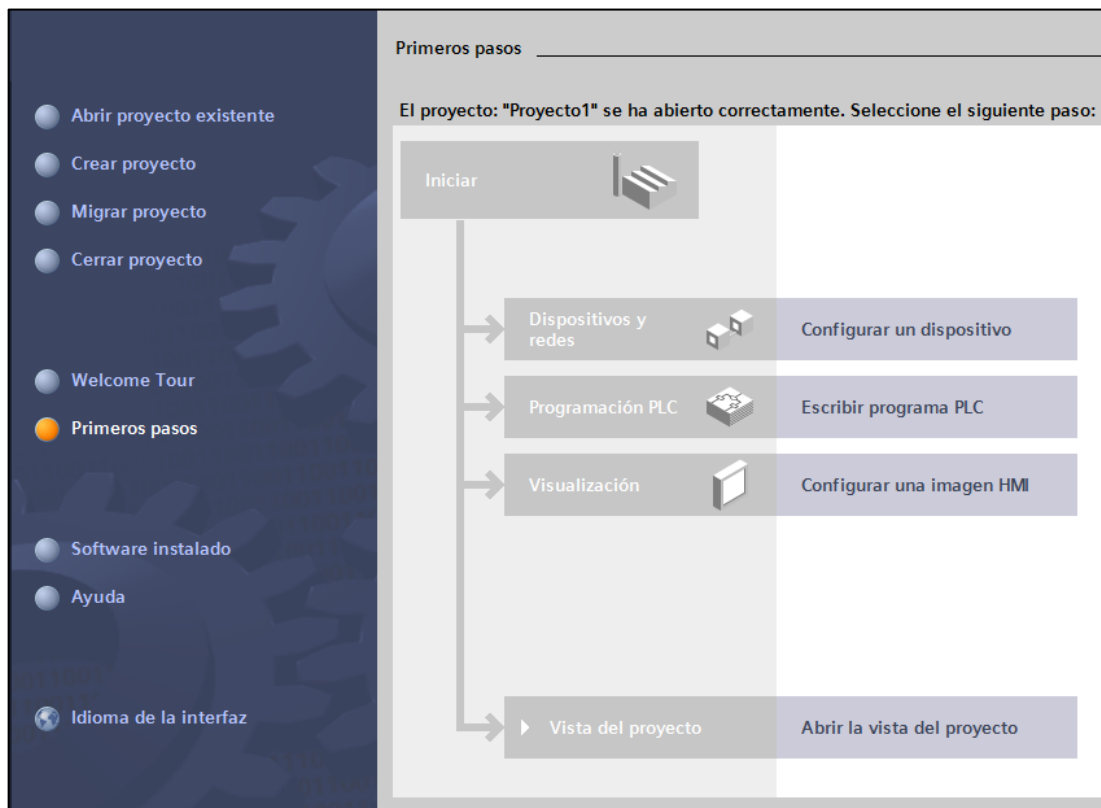 Abrir proyecto existente
Crear proyecto
Migrar proyecto
Cerrar proyecto
Welcome Tour
Primeros pasos
Software instalado
Ayuda
Idioma de la interfaz
Primeros pasos
El proyecto: "Proyecto1" se ha abierto correctamente. Seleccione el siguiente paso:
Iniciar
Dispositivos y
redes
Configurar un dispositivo
Programación PLC
Escribir programa PLC
Visualización
Configurar una imagen HMI
Vista del proyecto
Abrir la vista del proyecto